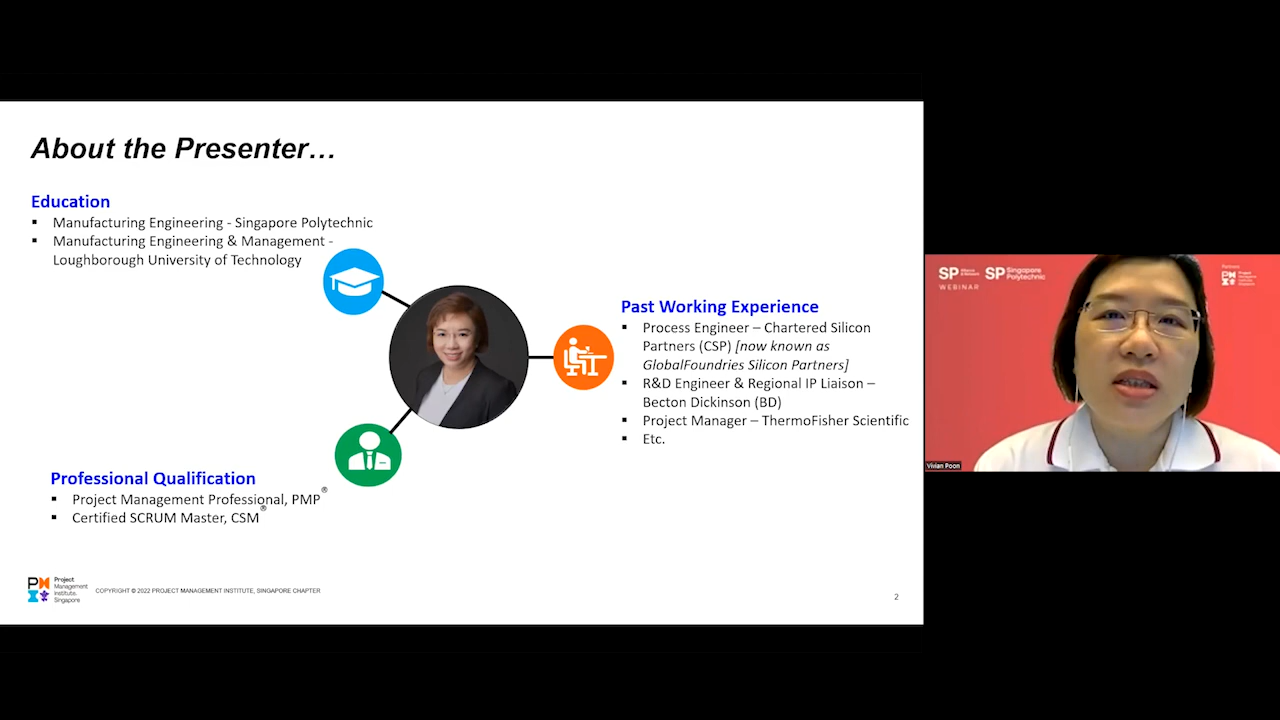 About the Presenter…
Education
▪ Manufacturing Engineering - Singapore Polytechnic
▪ Manufacturing Engineering & Management -
Loughborough University of Technology
Past Working Experience
▪ Process Engineer – Chartered Silicon
Partners (CSP) [now known as
GlobalFoundries Silicon Partners]
▪ R&D Engineer & Regional IP Liaison –
Becton Dickinson (BD)
▪ Project Manager – ThermoFisher Scientific
▪ Etc.
Professional Qualification
▪ Project Management Professional, PMP®
▪ Certified SCRUM Master, CSM®
Project
Management
Institute.
Singapore
COPYRIGHT © 2022 PROJECT MANAGEMENT INSTITUTE, SINGAPORE CHAPTER
2
SP
SP Singapore
Polytechnic
WEBINAR
Vivian Poon